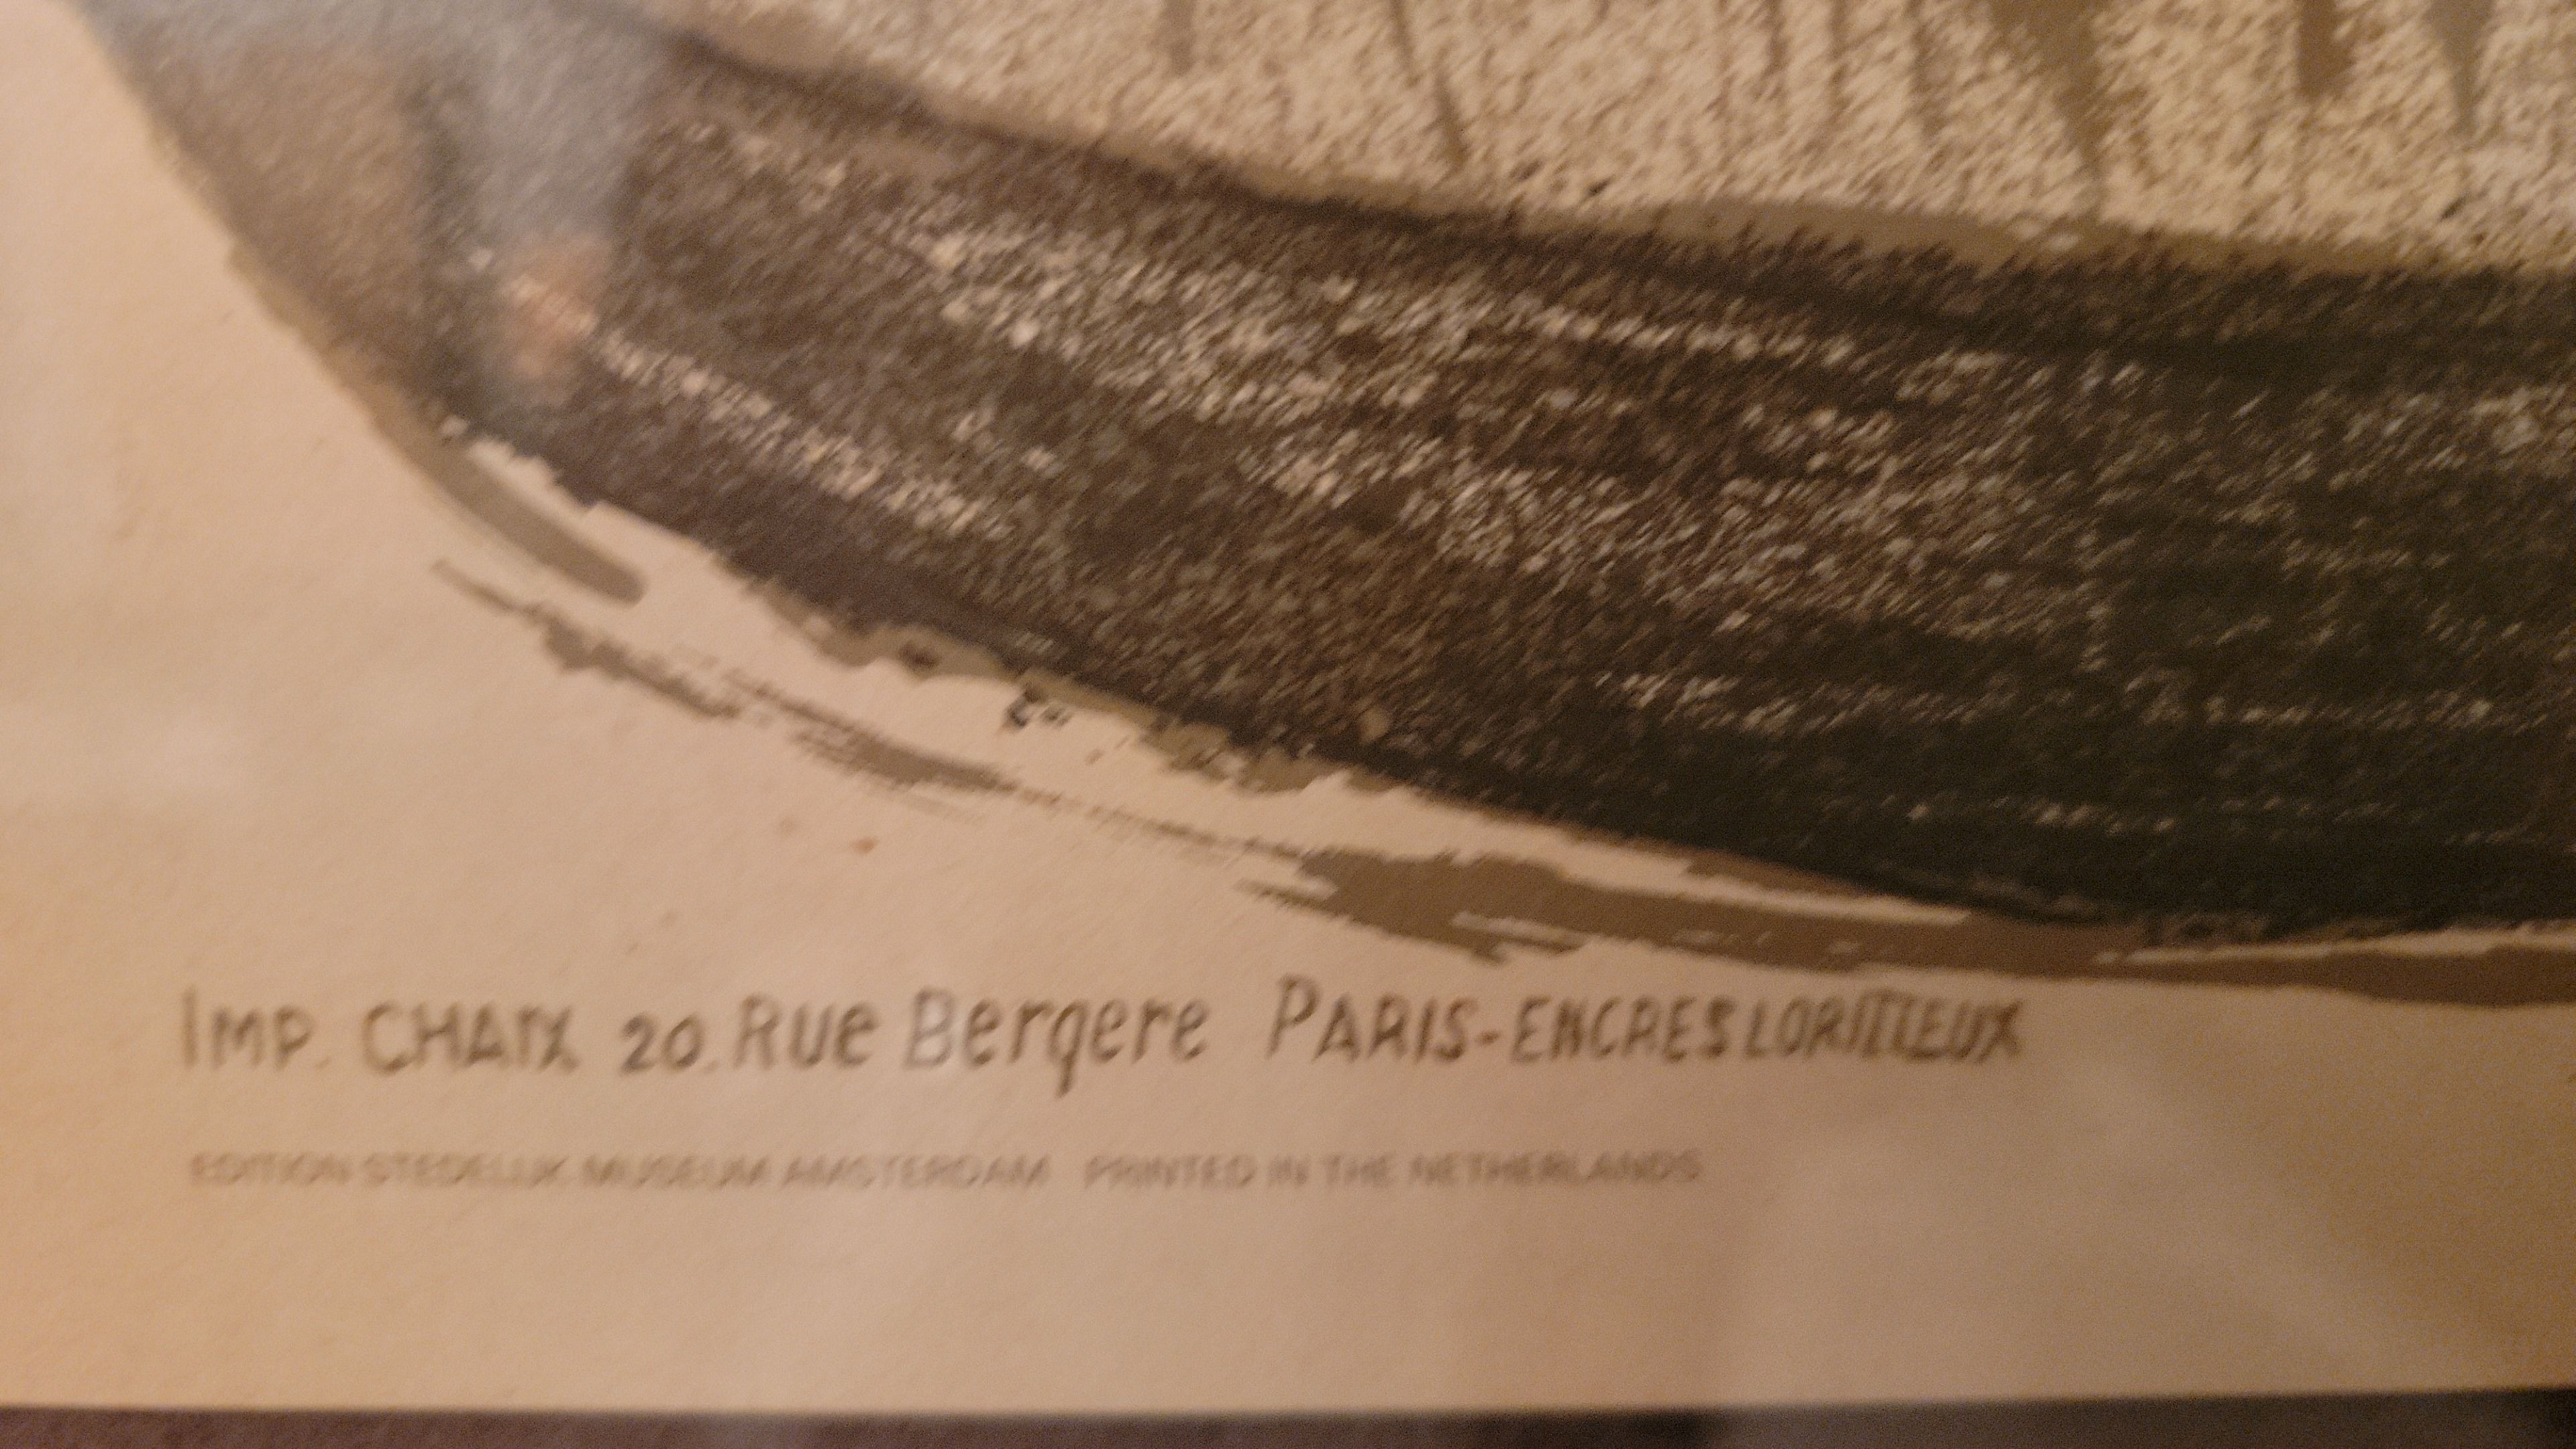 IMP. CHAIX 20. Rue Bergere PARIS-ENCRES LORILLEUX
EDITION STEDELIJK MUSEUM AMSTERDAM PRINTED IN THE NETHERLANDS